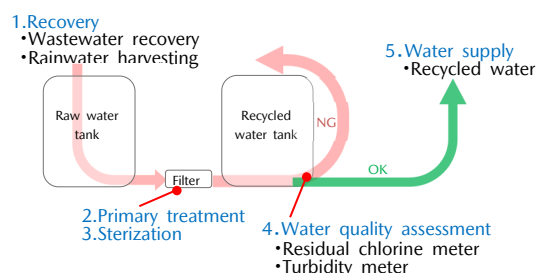 1.Recovery
•Wastewater recovery
•Rainwater harvesting
Raw water
tank
Filter
2.Primary treatment
3.Sterization
Recycled
water tank
NG
OK
4.Water quality assessment
•Residual chlorine meter
•Turbidity meter
5.Water supply
•Recycled water